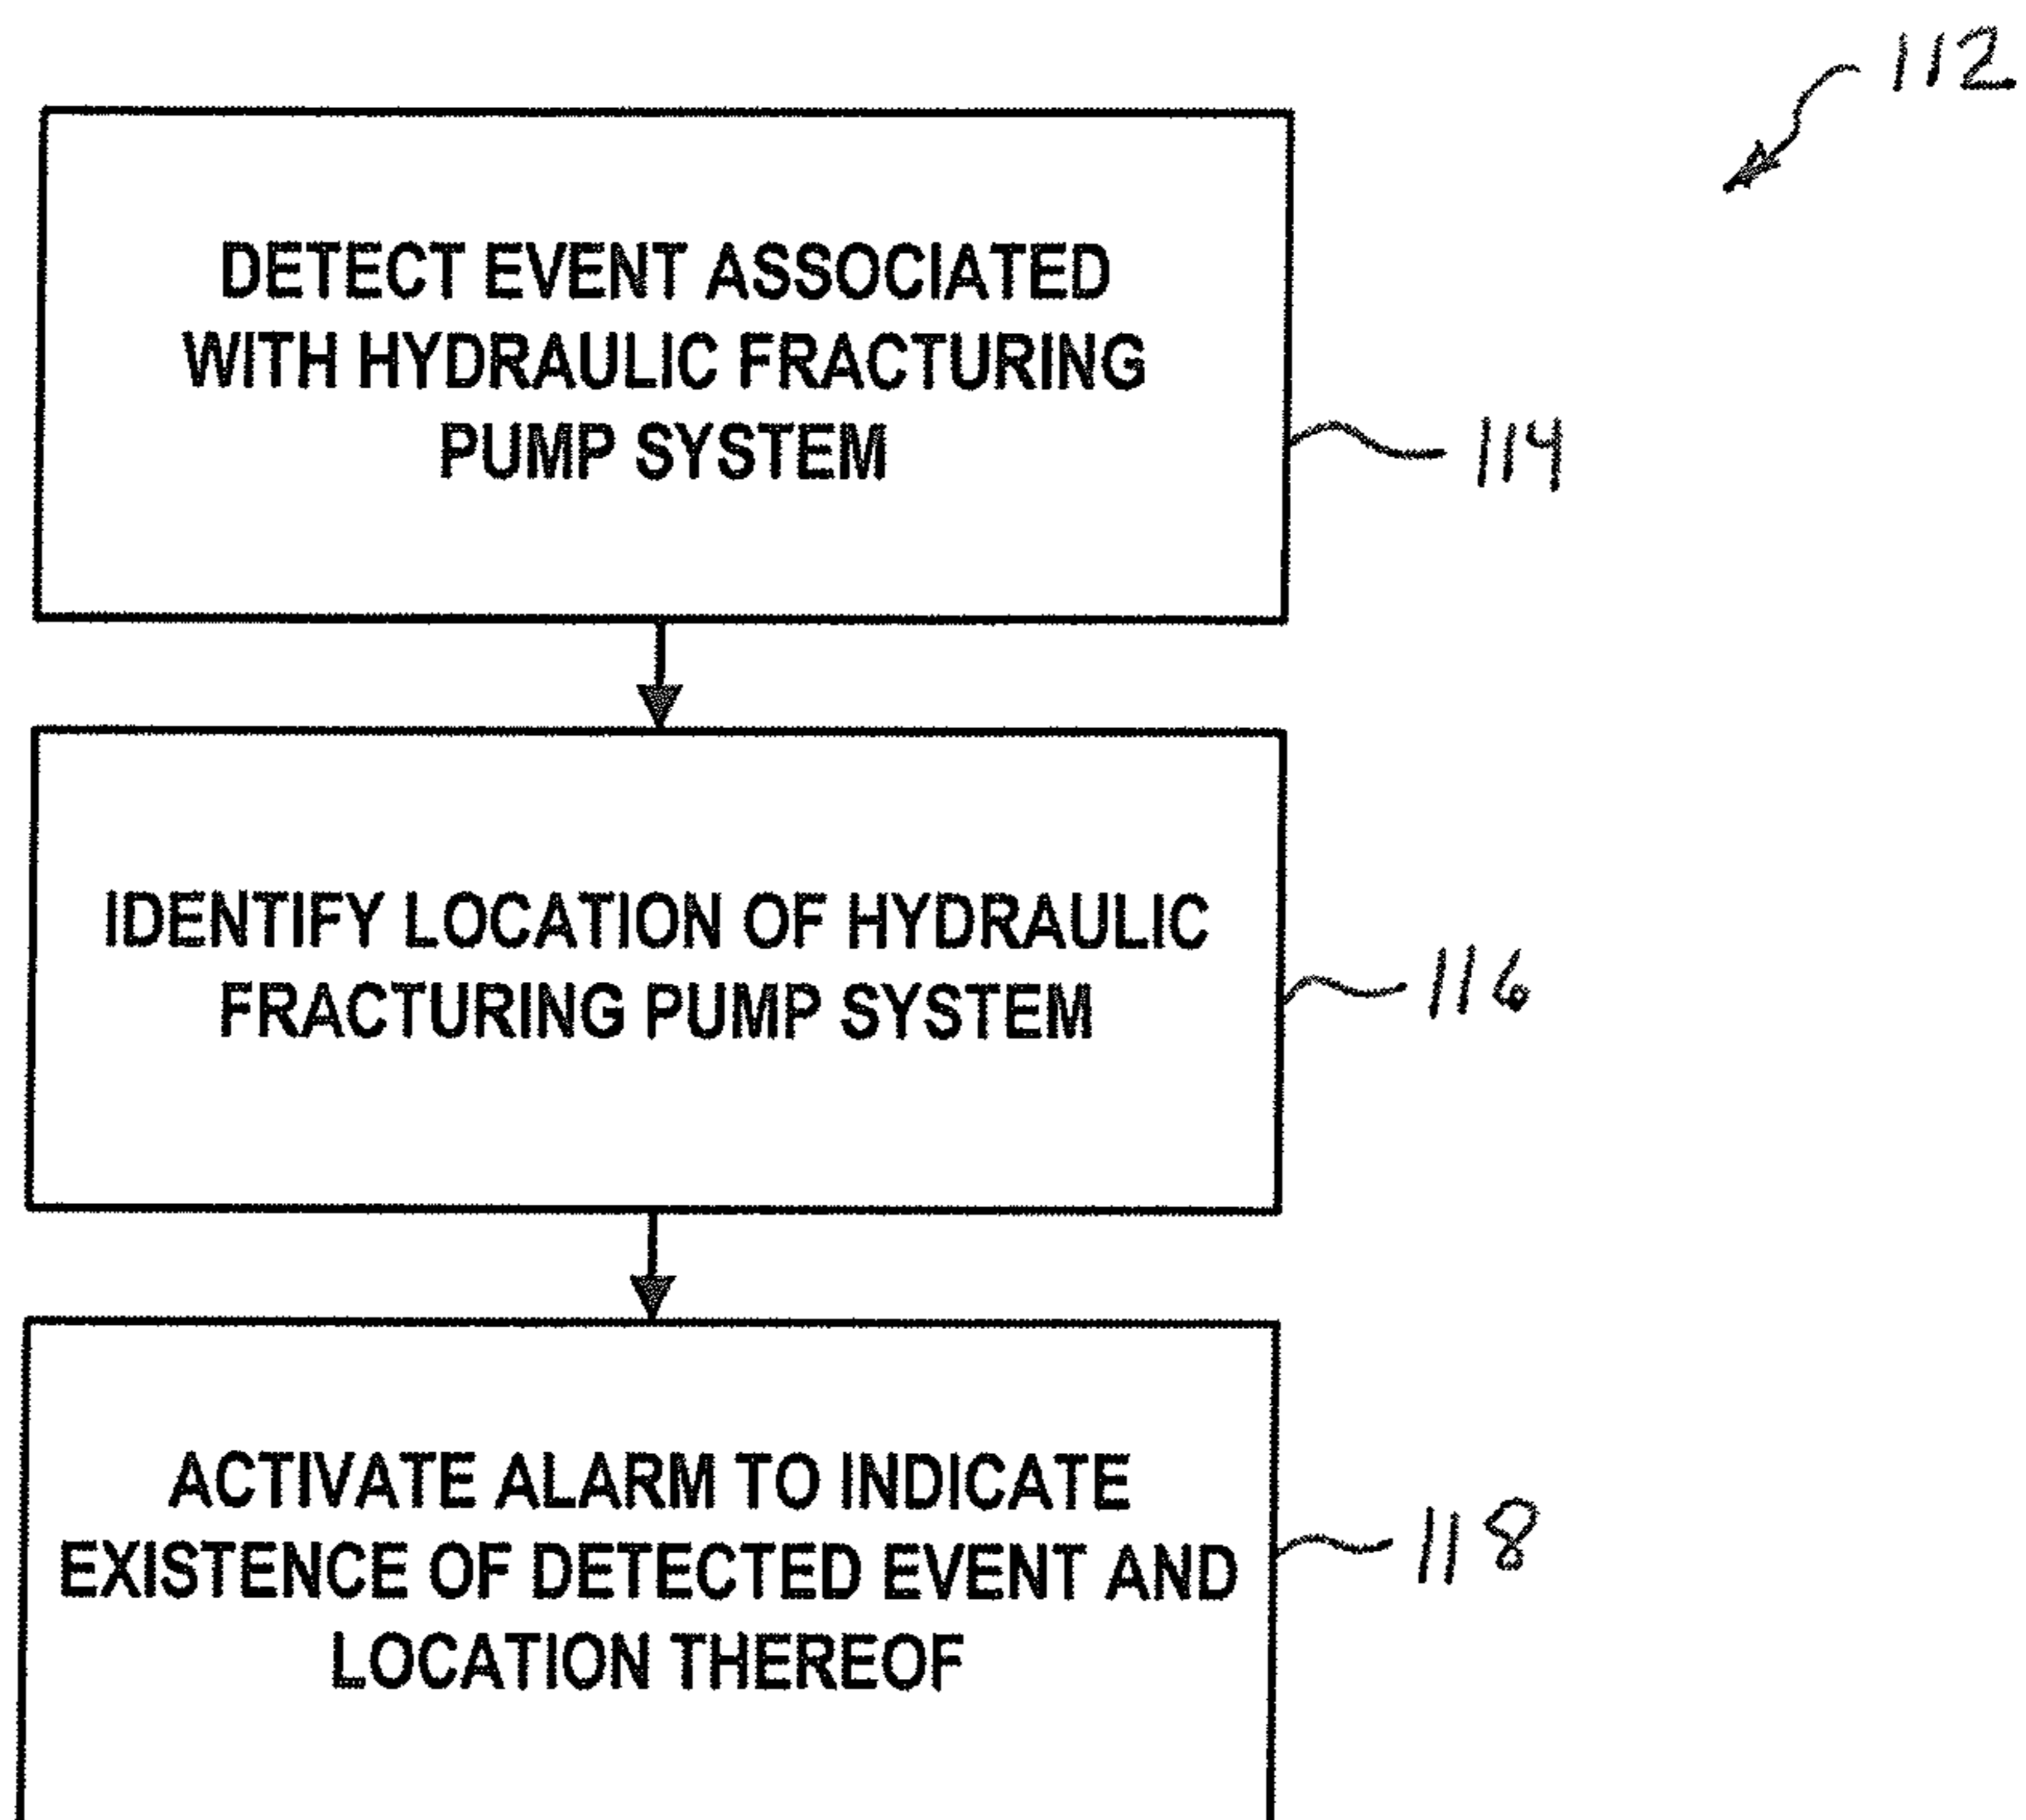 112
DETECT EVENT ASSOCIATED
WITH HYDRAULIC FRACTURING
PUMP SYSTEM
114
IDENTIFY LOCATION OF HYDRAULIC
FRACTURING PUMP SYSTEM
116
ACTIVATE ALARM TO INDICATE
EXISTENCE OF DETECTED EVENT AND
LOCATION THEREOF
118